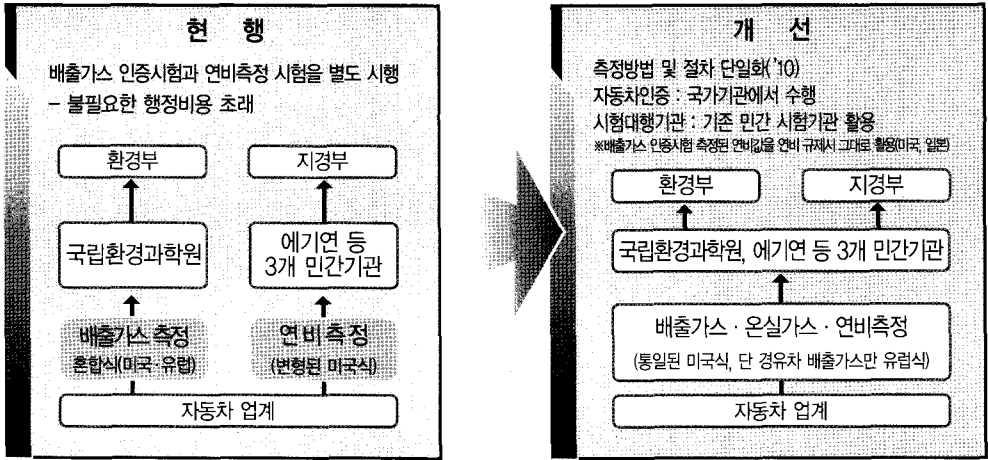 현 행
배출가스 인증시험과 연비측정 시험을 별도 시행
– 불필요한 행정비용 초래
환경부
지경부
국립환경과학원
에기연 등
3개 민간기관
배출가스 측정
혼합식(미국·유럽)
연비측정
(변형된 미국식)
자동차 업계
개 선
측정방법 및 절차 단일화('10)
자동차인증 : 국가기관에서 수행
시험대행기관 : 기존 민간 시험기관 활용
※배출가스 인증시험 측정된 연비값을 연비 규제시 그대로 활용(미국, 일본)
환경부
지경부
국립환경과학원, 에기연 등 3개 민간기관
배출가스·온실가스·연비측정
(통일된 미국식, 단 경유차 배출가스만 유럽식)
자동차 업계